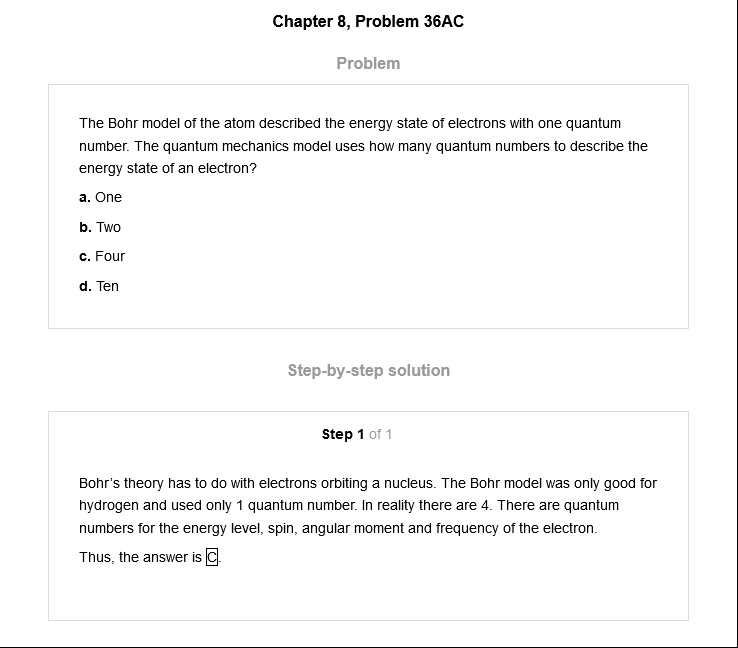 Chapter 8, Problem 36AC
Problem
The Bohr model of the atom described the energy state of electrons with one quantum
number. The quantum mechanics model uses how many quantum numbers to describe the
energy state of an electron?
a. One
b. Two
c. Four
d. Ten
Step-by-step solution
Step 1 of 1
Bohr's theory has to do with electrons orbiting a nucleus. The Bohr model was only good for
hydrogen and used only 1 quantum number. In reality there are 4. There are quantum
numbers for the energy level, spin, angular moment and frequency of the electron.
Thus, the answer is C.